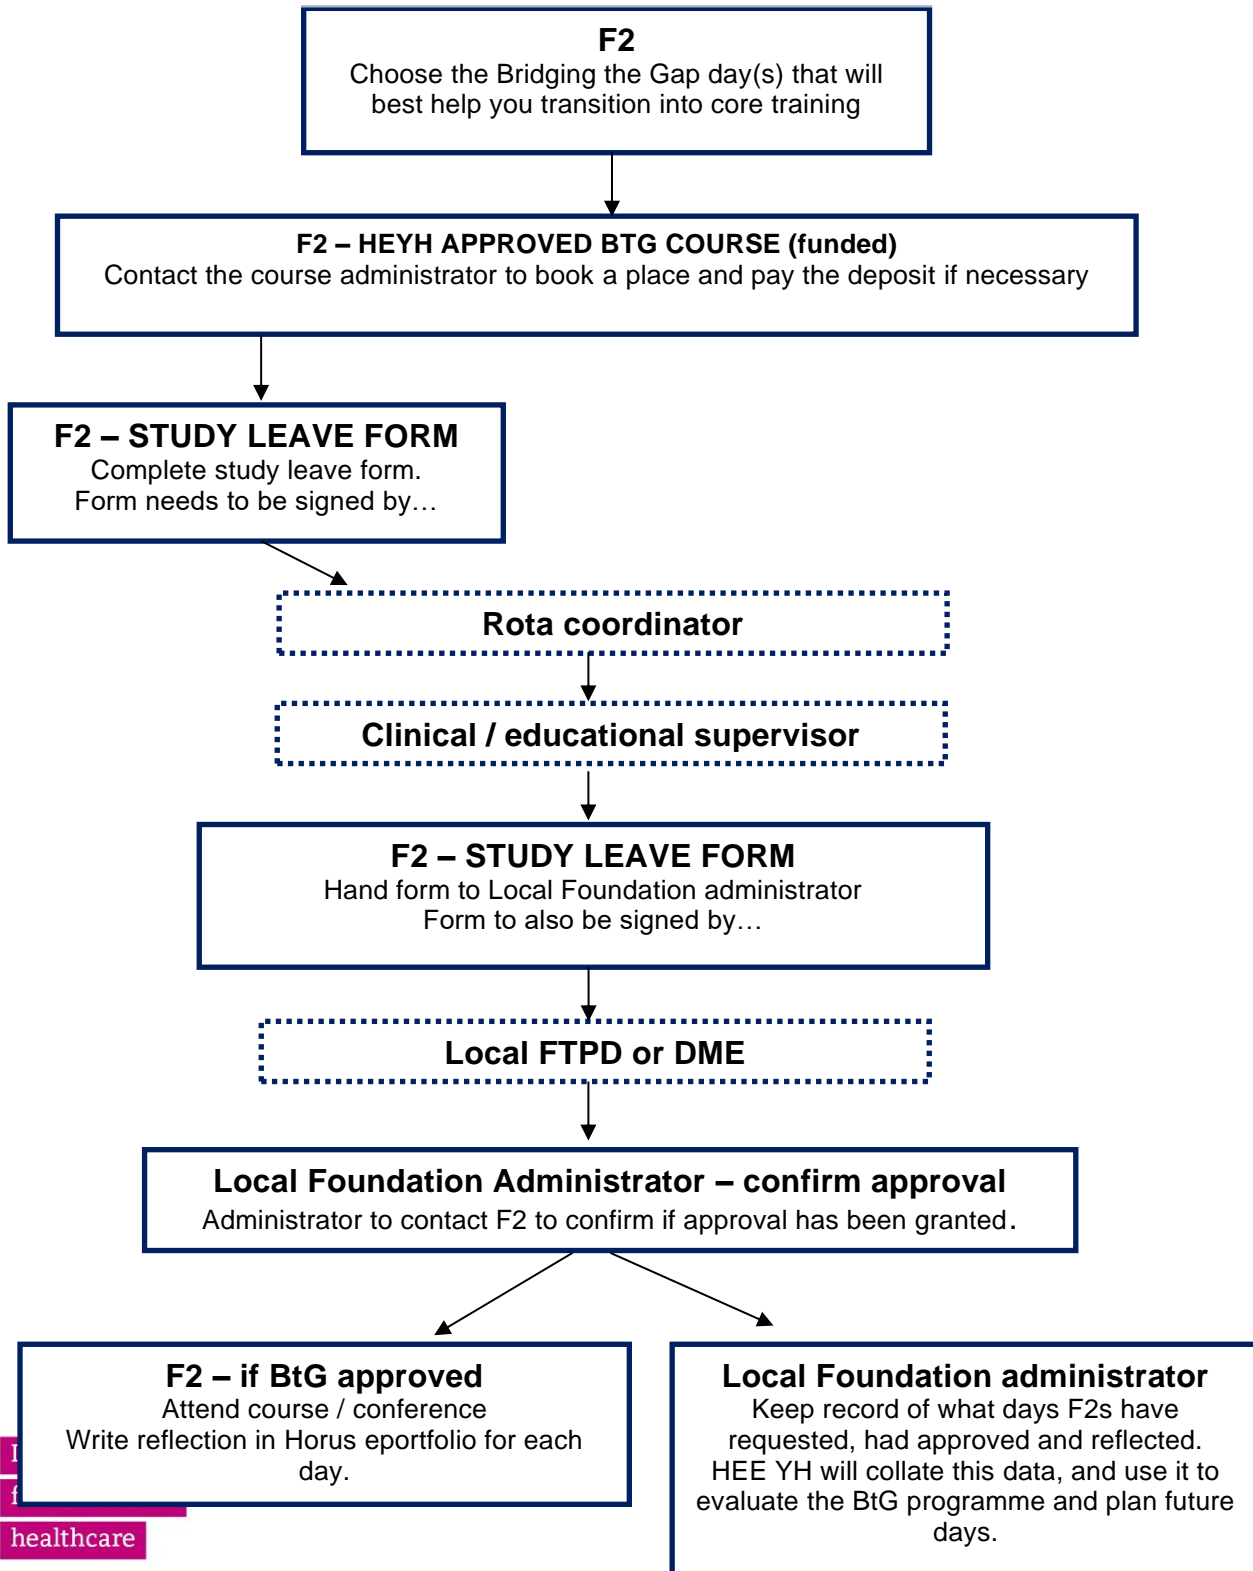 F2
Choose the Bridging the Gap day(s) that will
best help you transition into core training
F2 – HEYH APPROVED BTG COURSE (funded)
Contact the course administrator to book a place and pay the deposit if necessary
F2 – STUDY LEAVE FORM
Complete study leave form.
Form needs to be signed by…
Rota coordinator
Clinical / educational supervisor
F2 – STUDY LEAVE FORM
Hand form to Local Foundation administrator
Form to also be signed by…
Local FTPD or DME
Local Foundation Administrator – confirm approval
Administrator to contact F2 to confirm if approval has been granted.
F2 – if BtG approved
Attend course / conference
Write reflection in Horus eportfolio for each
day.
Local Foundation administrator
Keep record of what days F2s have
requested, had approved and reflected.
HEE YH will collate this data, and use it to
evaluate the BtG programme and plan future
days.
healthcare